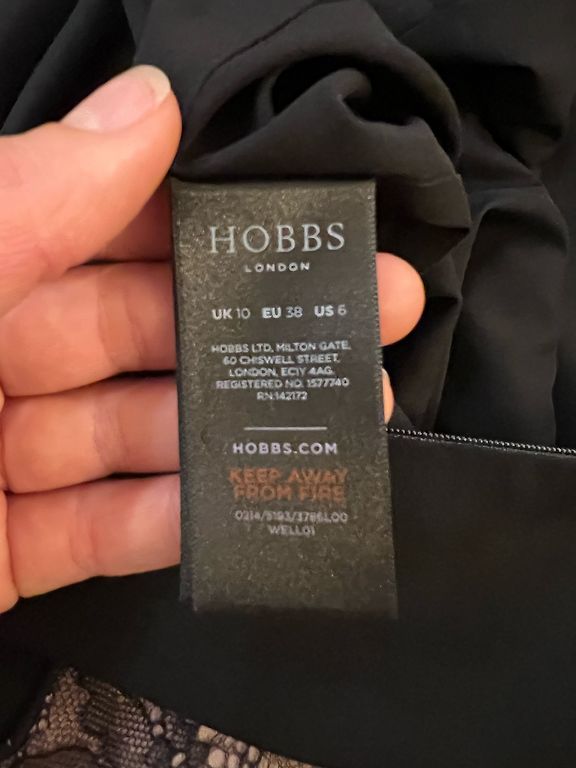 HOBBS
LONDON
UK 10 EU 38 US 6
HOBBS LTD, MILTON GATE,
60 CHISWELL STREET,
LONDON, EC1Y 4AG.
REGISTERED NO. 1577740
RN:142172
HOBBS.COM
KEEP AWAY
FROM FIRE
0214/5193/3786L00
WELL01